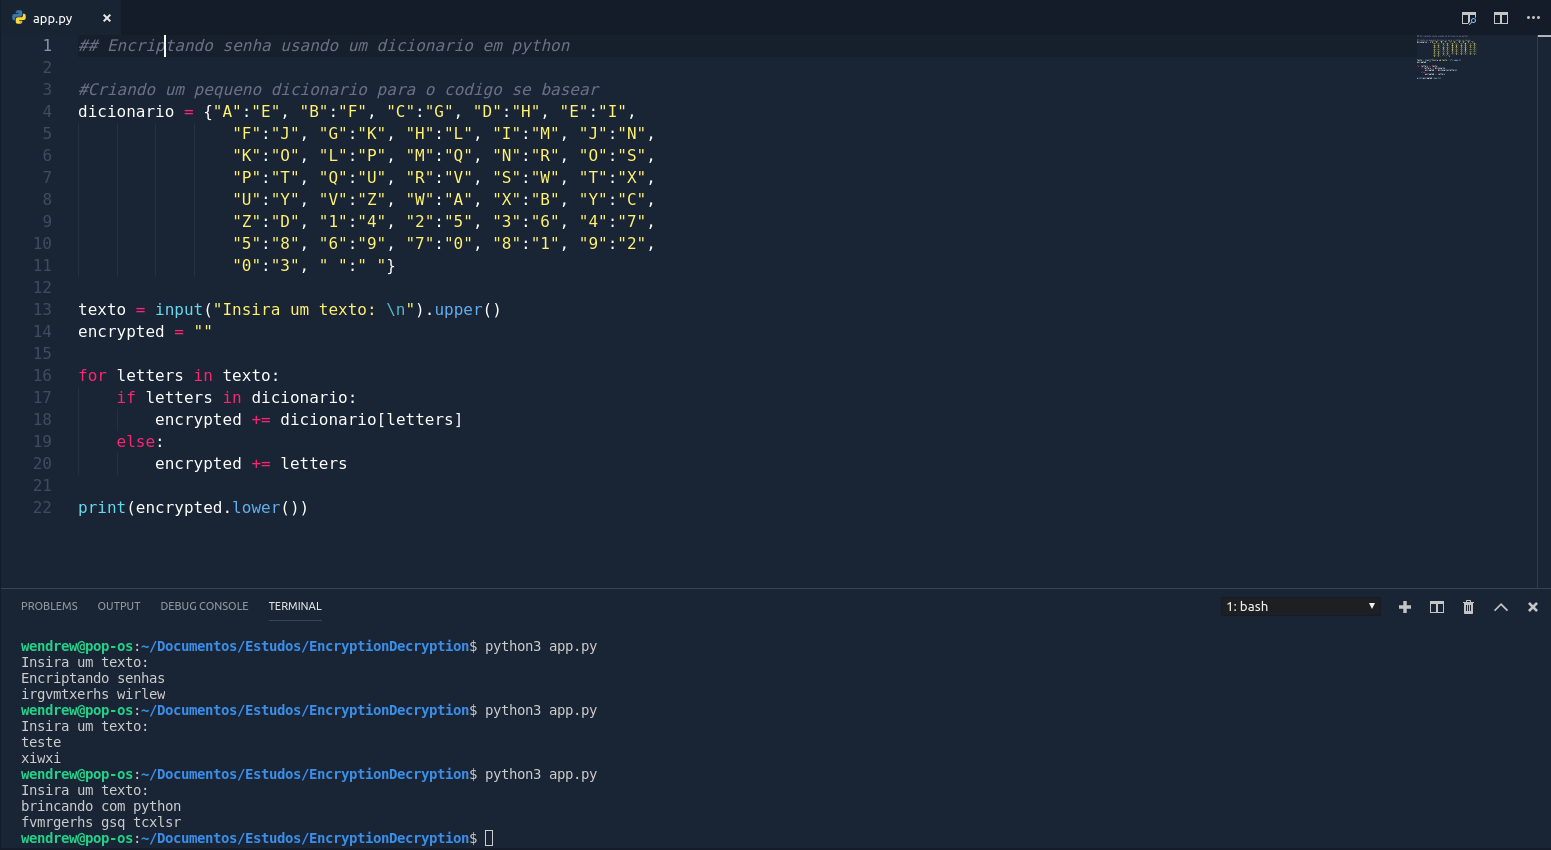 app.py ×
1 ## Encriptando senha usando um dicionario em python
2
3 #Criando um pequeno dicionario para o codigo se basear
4 dicionario = {"A":"E", "B":"F", "C":"G", "D":"H", "E":"I",
5 "F":"J", "G":"K", "H":"L", "I":"M", "J":"N",
6 "K":"O", "L":"P", "M":"Q", "N":"R", "O":"S",
7 "P":"T", "Q":"U", "R":"V", "S":"W", "T":"X",
8 "U":"Y", "V":"Z", "W":"A", "X":"B", "Y":"C",
9 "Z":"D", "1":"4", "2":"5", "3":"6", "4":"7",
10 "5":"8", "6":"9", "7":"0", "8":"1", "9":"2",
11 "0":"3", " ":" "}
12
13 texto = input("Insira um texto: \n").upper()
14 encrypted = ""
15
16 for letters in texto:
17 if letters in dicionario:
18 encrypted += dicionario[letters]
19 else:
20 encrypted += letters
21
22 print(encrypted.lower())
PROBLEMS OUTPUT DEBUG CONSOLE TERMINAL 1: bash
wendrew@pop-os:~/Documentos/Estudos/EncryptionDecryption$ python3 app.py
Insira um texto:
Encriptando senhas
irgvmtxerhs wirlew
wendrew@pop-os:~/Documentos/Estudos/EncryptionDecryption$ python3 app.py
Insira um texto:
teste
xiwxi
wendrew@pop-os:~/Documentos/Estudos/EncryptionDecryption$ python3 app.py
Insira um texto:
brincando com python
fvmrgerhs gsq tcxlsr
wendrew@pop-os:~/Documentos/Estudos/EncryptionDecryption$